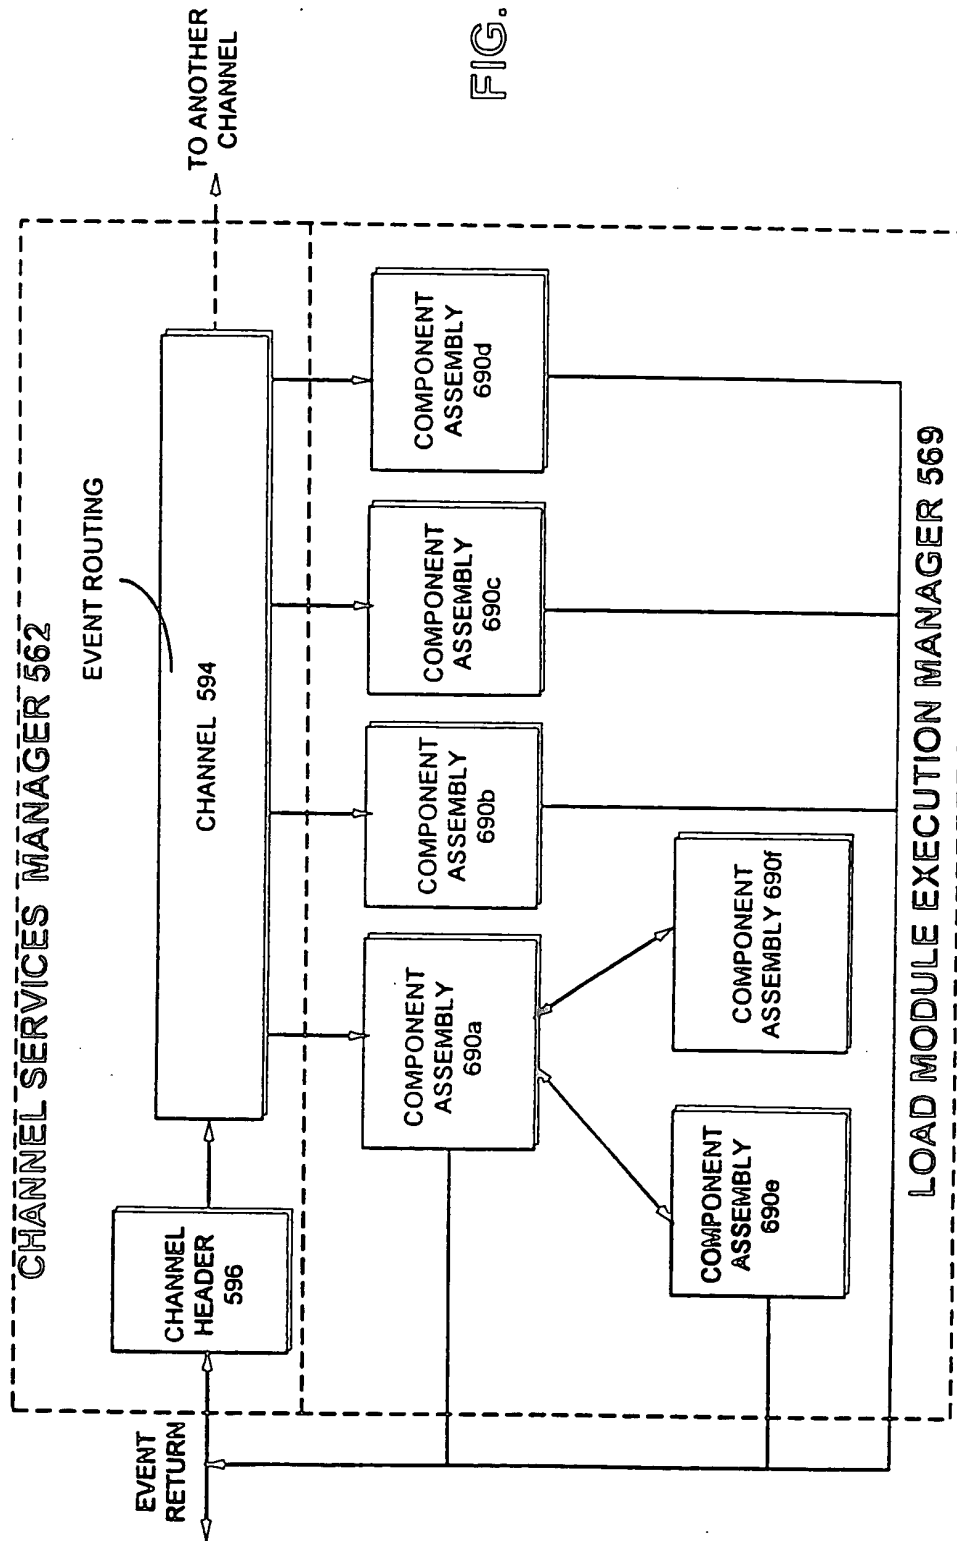 CHANNEL SERVICES MANAGER 562
EVENT ROUTING
TO ANOTHER
CHANNEL
EVENT
RETURN
CHANNEL
HEADER
596
CHANNEL 594
COMPONENT
ASSEMBLY
690a
COMPONENT
ASSEMBLY
690b
COMPONENT
ASSEMBLY
690c
COMPONENT
ASSEMBLY
690d
COMPONENT
ASSEMBLY
690e
COMPONENT
ASSEMBLY 690f
LOAD MODULE EXECUTION MANAGER 569
FIG.